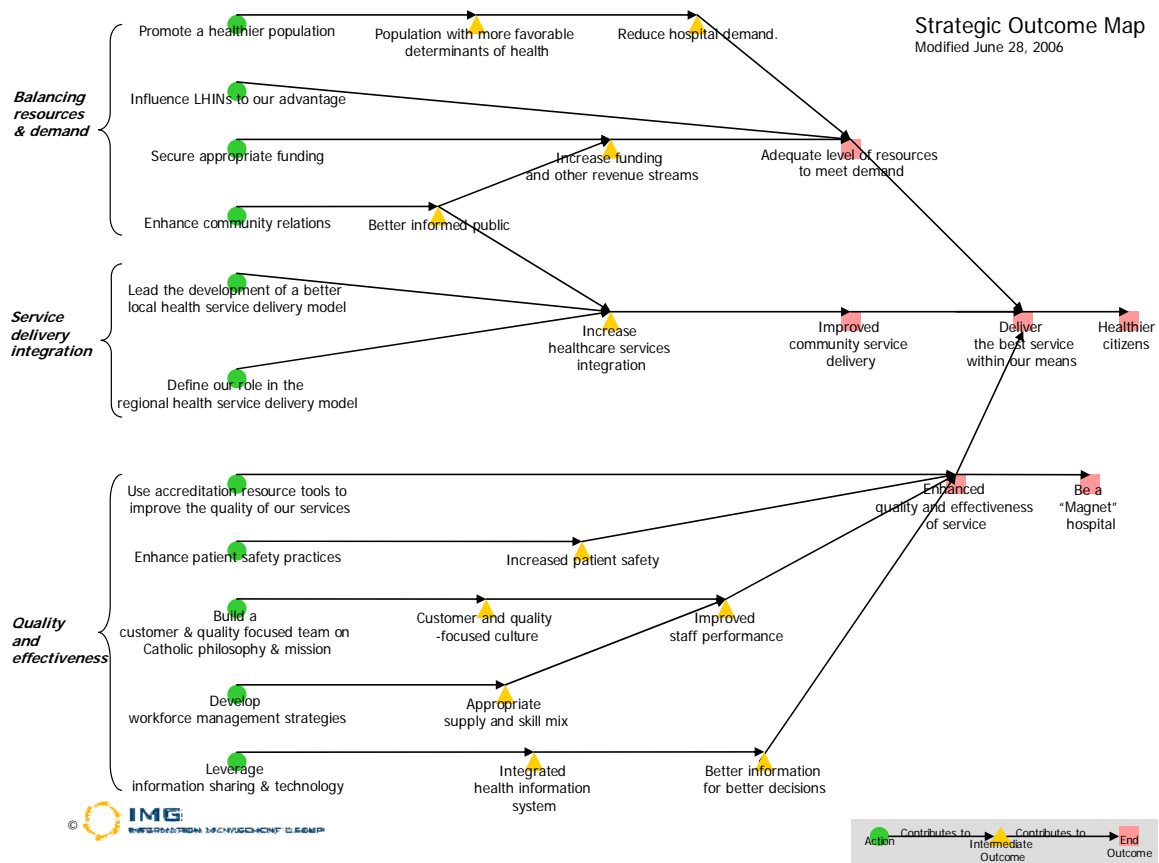 Strategic Outcome Map
Modified June 28, 2006
Balancing
resources
& demand
Promote a healthier population
Population with more favorable
determinants of health
Reduce hospital demand.
Influence LHINs to our advantage
Secure appropriate funding
Increase funding
and other revenue streams
Adequate level of resources
to meet demand
Enhance community relations
Better informed public
Service
delivery
integration
Lead the development of a better
local health service delivery model
Increase
healthcare services
integration
Improved
community service
delivery
Deliver
the best service
within our means
Healthier
citizens
Define our role in the
regional health service delivery model
Quality
and
effectiveness
Use accreditation resource tools to
improve the quality of our services
Enhanced
quality and effectiveness
of service
Be a
“Magnet”
hospital
Enhance patient safety practices
Increased patient safety
Build a
customer & quality focused team on
Catholic philosophy & mission
Customer and quality
-focused culture
Improved
staff performance
Develop
workforce management strategies
Appropriate
supply and skill mix
Leverage
information sharing & technology
Integrated
health information
system
Better information
for better decisions
© IMG
INFORMATION MANAGEMENT GROUP
Action
Contributes to
Intermediate
Outcome
Contributes to
End
Outcome